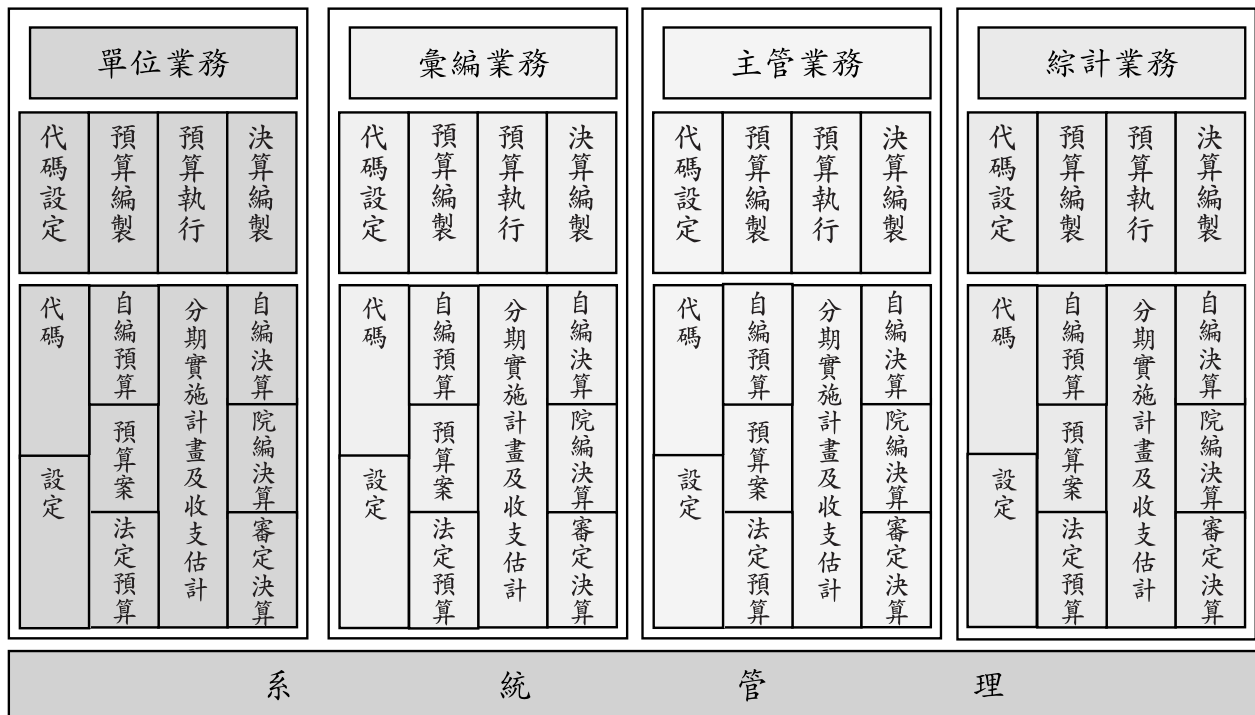 單位業務
代碼設定
預算編製
預算執行
決算編製
代碼
設定
自編預算
預算案
法定預算
分期實施計畫及收支估計
自編決算
院編決算
審定決算
彙編業務
代碼設定
預算編製
預算執行
決算編製
代碼
設定
自編預算
預算案
法定預算
分期實施計畫及收支估計
自編決算
院編決算
審定決算
主管業務
代碼設定
預算編製
預算執行
決算編製
代碼
設定
自編預算
預算案
法定預算
分期實施計畫及收支估計
自編決算
院編決算
審定決算
綜計業務
代碼設定
預算編製
預算執行
決算編製
代碼
設定
自編預算
預算案
法定預算
分期實施計畫及收支估計
自編決算
院編決算
審定決算
系統管理